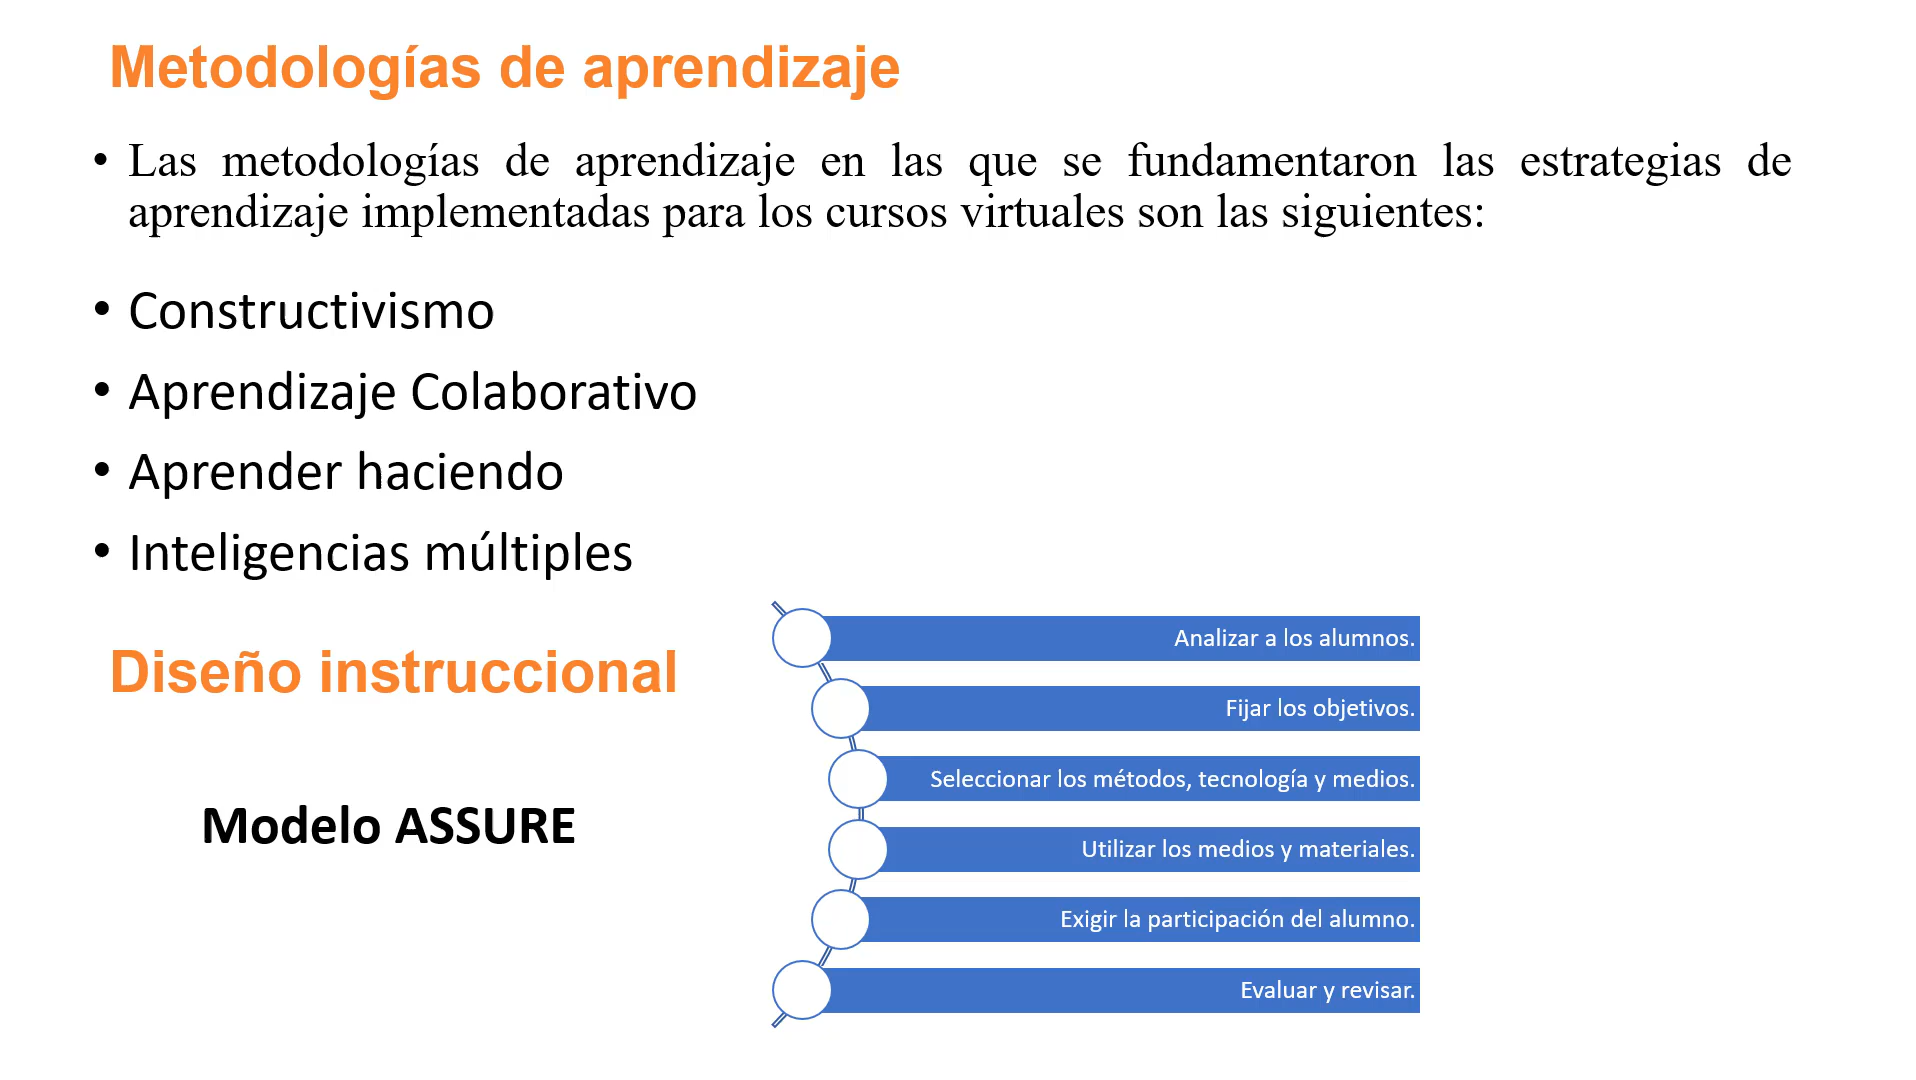 Metodologías de aprendizaje
• Las metodologías de aprendizaje en las que se fundamentaron las estrategias de
aprendizaje implementadas para los cursos virtuales son las siguientes:
• Constructivismo
• Aprendizaje Colaborativo
• Aprender haciendo
• Inteligencias múltiples
Diseño instruccional
Modelo ASSURE
Analizar a los alumnos.
Fijar los objetivos.
Seleccionar los métodos, tecnología y medios.
Utilizar los medios y materiales.
Exigir la participación del alumno.
Evaluar y revisar.